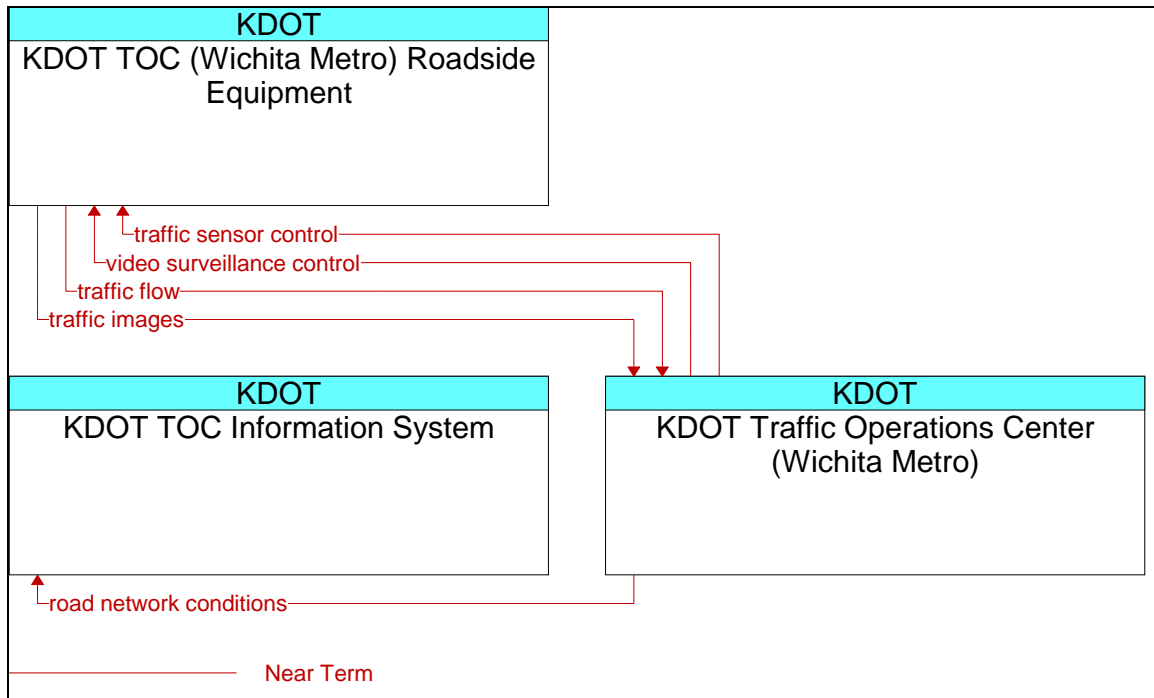 KDOT
KDOT TOC (Wichita Metro) Roadside
Equipment
traffic sensor control
video surveillance control
traffic flow
traffic images
KDOT
KDOT TOC Information System
KDOT
KDOT Traffic Operations Center
(Wichita Metro)
road network conditions
Near Term